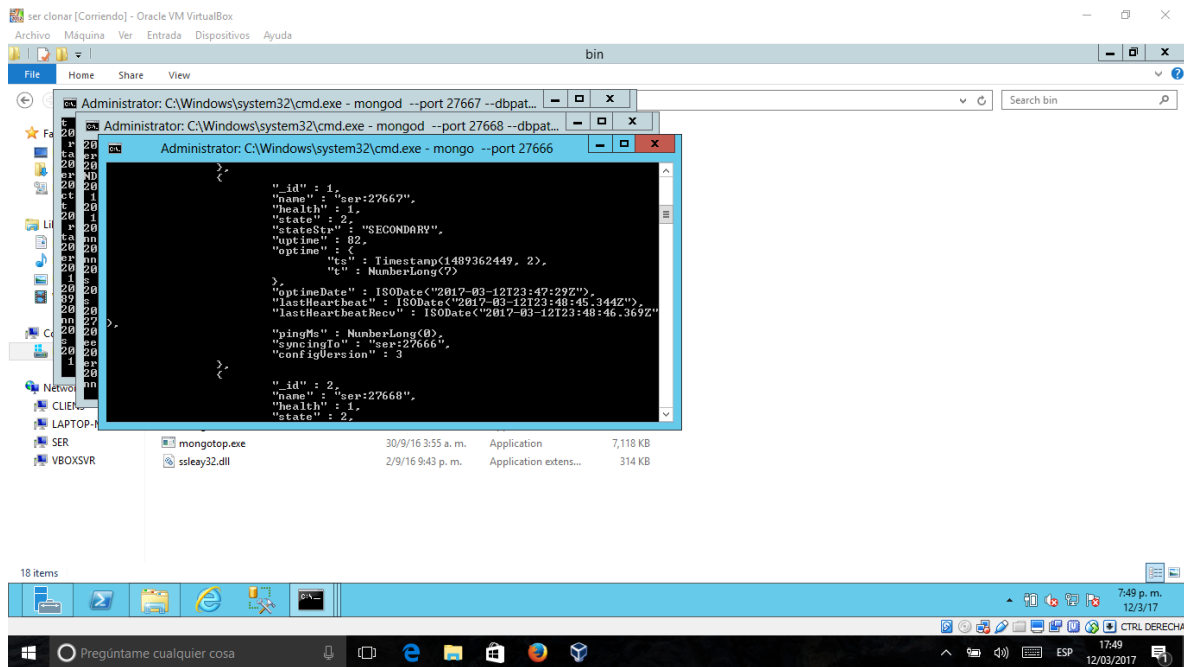 ser clonar [Corriendo] - Oracle VM VirtualBox
Archivo Máquina Ver Entrada Dispositivos Ayuda
bin
File Home Share View
Search bin
Administrator: C:\Windows\system32\cmd.exe - mongod --port 27667 --dbpat...
Administrator: C:\Windows\system32\cmd.exe - mongod --port 27668 --dbpat...
Administrator: C:\Windows\system32\cmd.exe - mongo --port 27666
},
{
"_id" : 1,
"name" : "ser:27667",
"health" : 1,
"state" : 2,
"stateStr" : "SECONDARY",
"uptime" : 82,
"optime" : {
"ts" : Timestamp(1489362449, 2),
"t" : NumberLong(7)
},
"optimeDate" : ISODate("2017-03-12T23:47:29Z"),
"lastHeartbeat" : ISODate("2017-03-12T23:48:45.344Z"),
"lastHeartbeatRecv" : ISODate("2017-03-12T23:48:46.369Z"
),
"pingMs" : NumberLong(0),
"syncingTo" : "ser:27666",
"configVersion" : 3
},
{
"_id" : 2,
"name" : "ser:27668",
"health" : 1,
"state" : 2,
CLIEN
LAPTOP-
SER
VBOXSVR
mongotop.exe 30/9/16 3:55 a. m. Application 7,118 KB
ssleay32.dll 2/9/16 9:43 p. m. Application extens... 314 KB
18 items
7:49 p. m.
12/3/17
CTRL DERECHA
Pregúntame cualquier cosa
ESP
17:49
12/03/2017